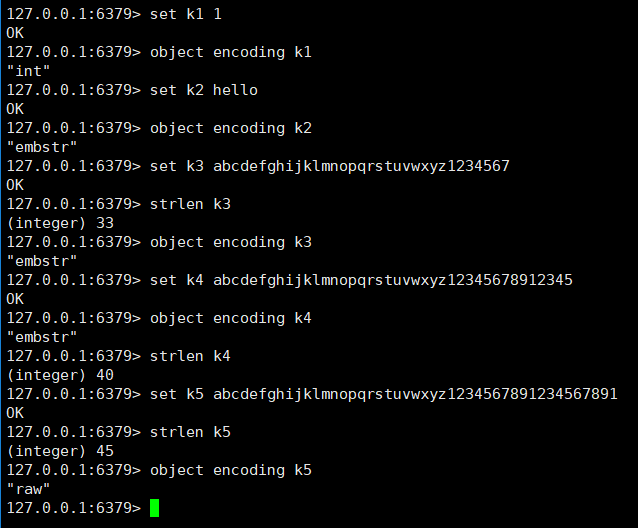 127.0.0.1:6379> set k1 1
OK
127.0.0.1:6379> object encoding k1
"int"
127.0.0.1:6379> set k2 hello
OK
127.0.0.1:6379> object encoding k2
"embstr"
127.0.0.1:6379> set k3 abcdefghijklmnopqrstuvwxyz1234567
OK
127.0.0.1:6379> strlen k3
(integer) 33
127.0.0.1:6379> object encoding k3
"embstr"
127.0.0.1:6379> set k4 abcdefghijklmnopqrstuvwxyz12345678912345
OK
127.0.0.1:6379> object encoding k4
"embstr"
127.0.0.1:6379> strlen k4
(integer) 40
127.0.0.1:6379> set k5 abcdefghijklmnopqrstuvwxyz1234567891234567891
OK
127.0.0.1:6379> strlen k5
(integer) 45
127.0.0.1:6379> object encoding k5
"raw"
127.0.0.1:6379>